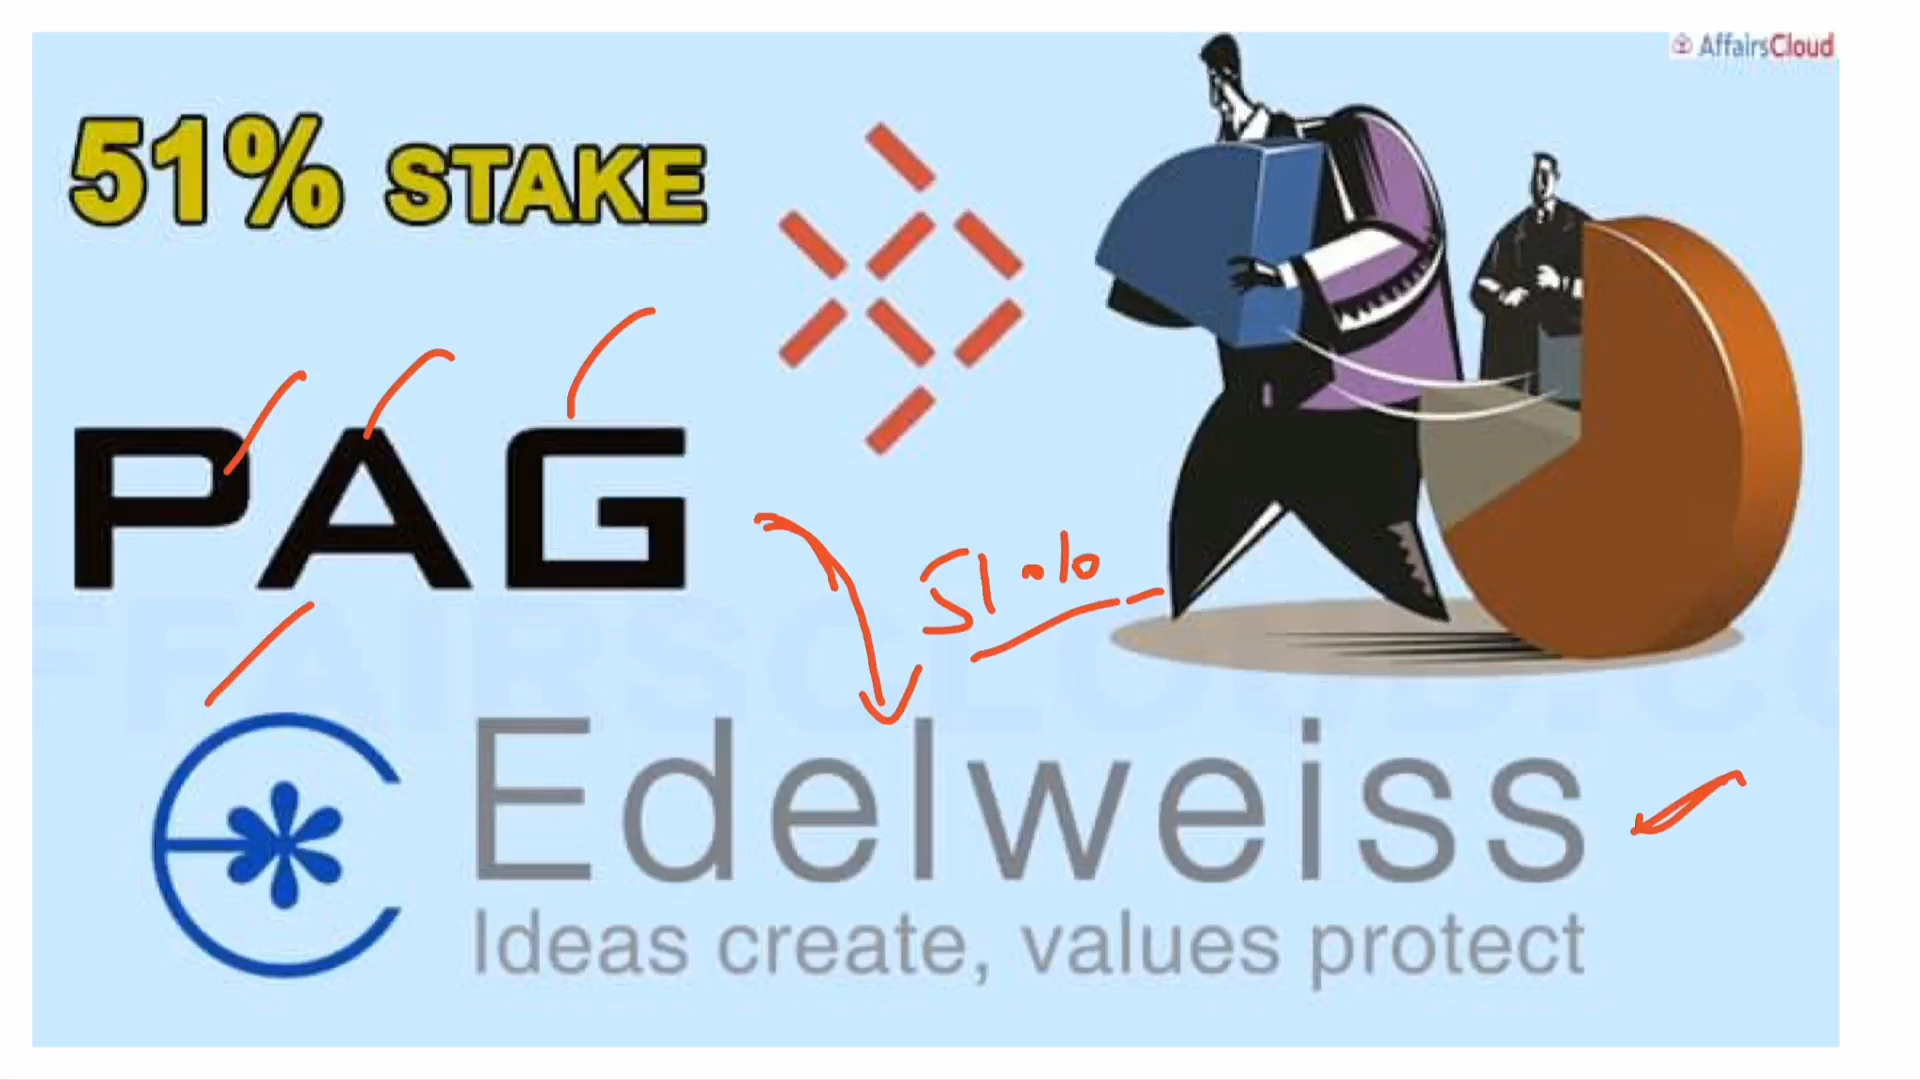 AffairsCloud
51% STAKE
PAG
51%
Edelweiss
Ideas create, values protect